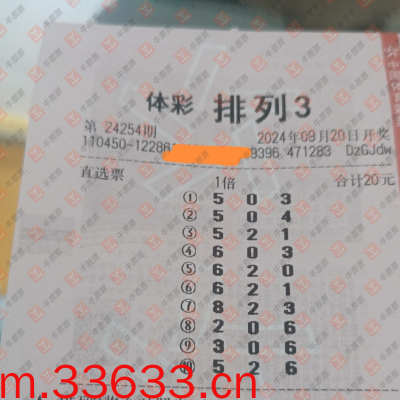 体彩 排列3
第 24254期 2024年09月20日开奖
110450-12286 9396 471283 DzGJdw
直选票 1倍 合计20元
① 5 0 3
② 5 0 4
③ 5 2 1
④ 6 0 3
⑤ 6 2 0
⑥ 6 2 1
⑦ 8 2 3
⑧ 2 0 6
⑨ 3 0 6
⑩ 5 2 6
m.33633.cn